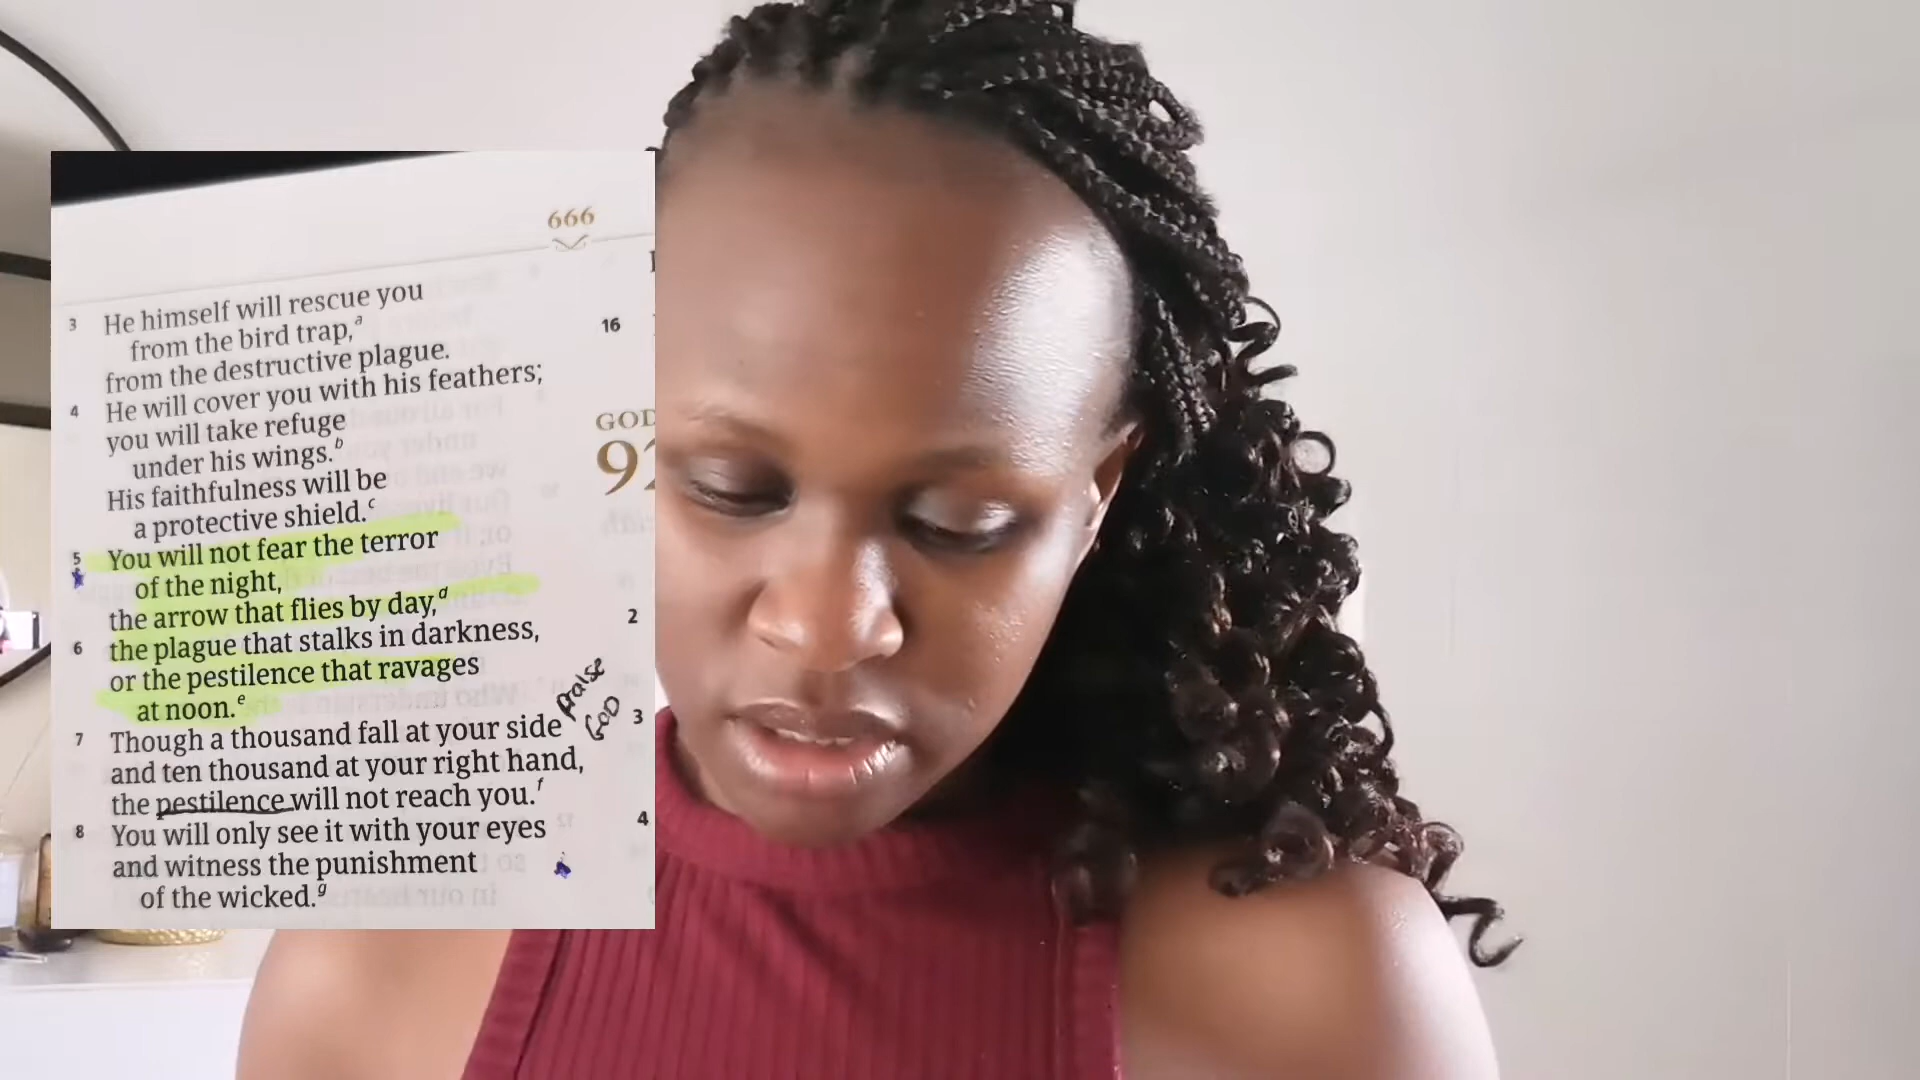 666
3 He himself will rescue you
from the bird trap,a
from the destructive plague.
4 He will cover you with his feathers;
you will take refuge
under his wings.b
His faithfulness will be
a protective shield.c
5 You will not fear the terror
of the night,
the arrow that flies by day,d
6 the plague that stalks in darkness,
or the pestilence that ravages
at noon.e
7 Though a thousand fall at your side
and ten thousand at your right hand,
the pestilence will not reach you.f
8 You will only see it with your eyes
and witness the punishment
of the wicked.g
Praise
GOD
16
GOD
2
3
4